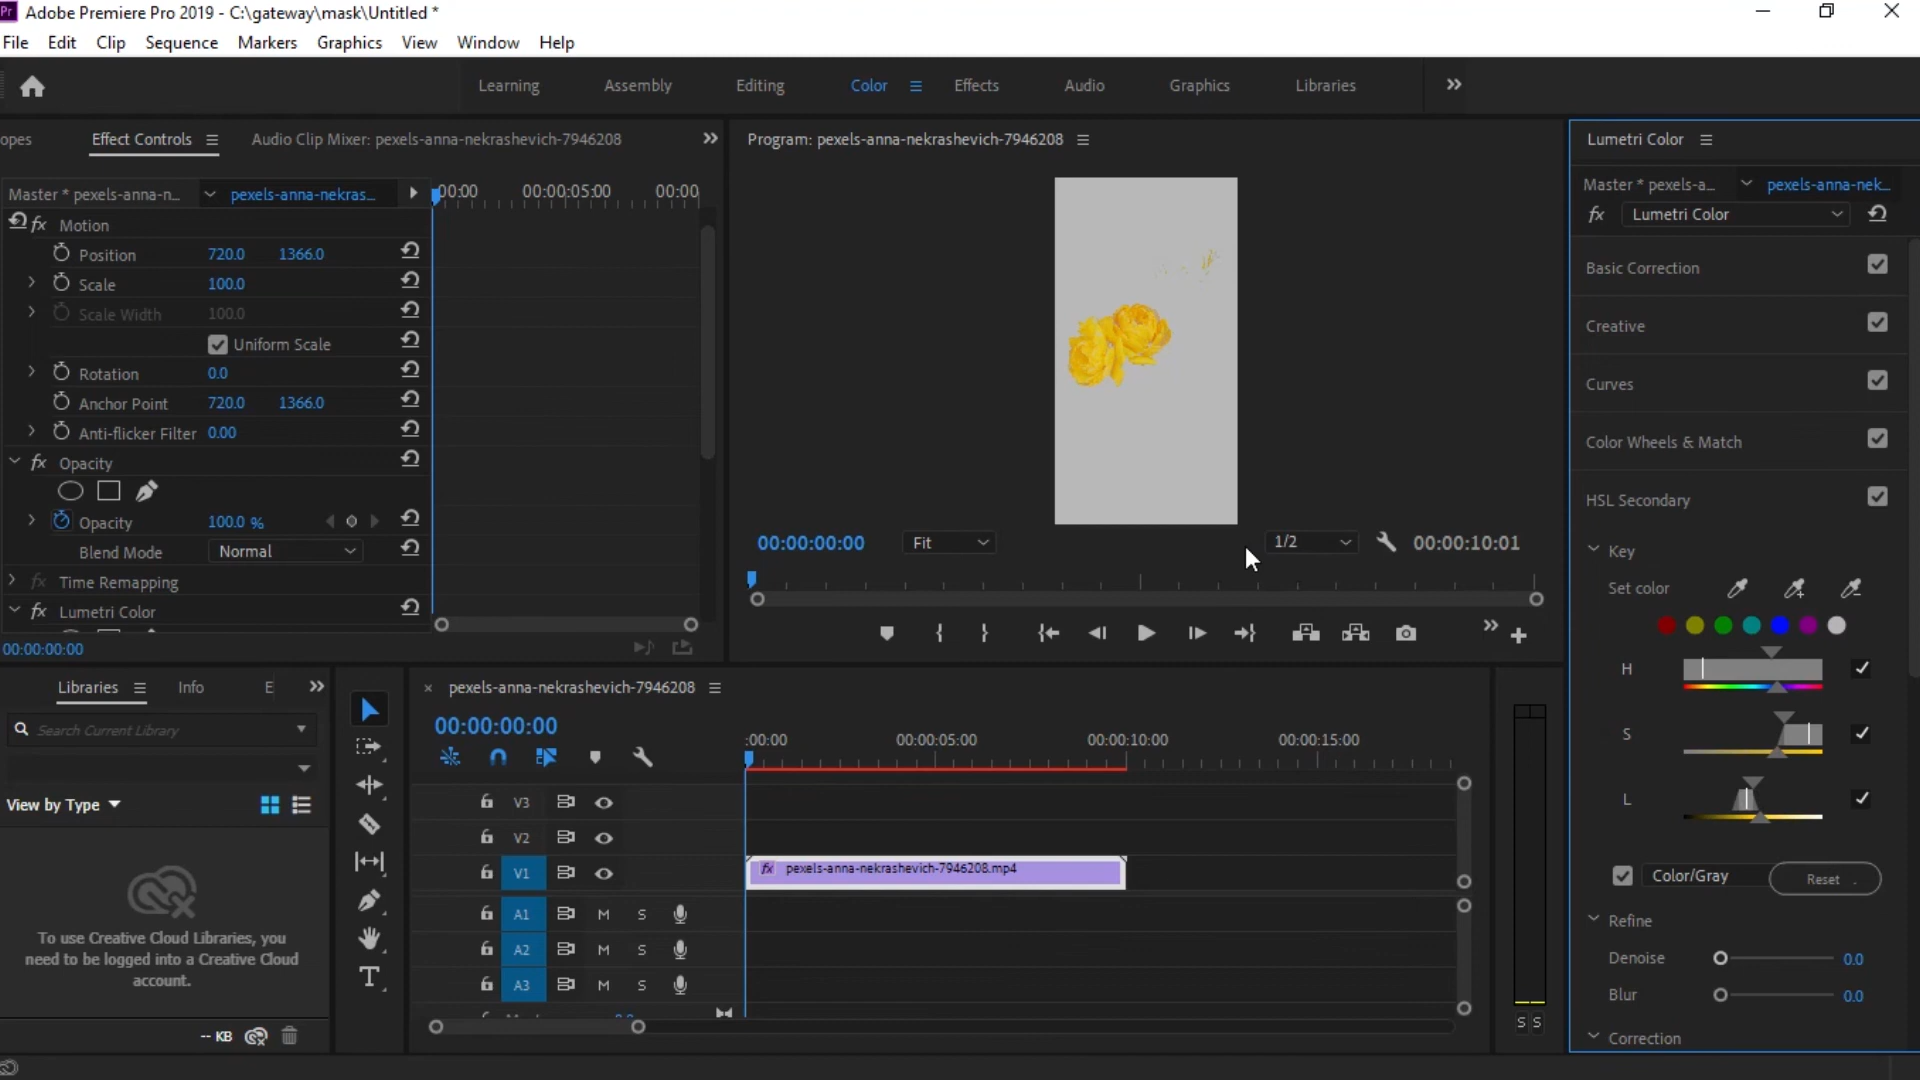 Pr Adobe Premiere Pro 2019 - C:\gateway\mask\Untitled *
File Edit Clip Sequence Markers Graphics View Window Help
Learning Assembly Editing Color Effects Audio Graphics Libraries
opes Effect Controls Audio Clip Mixer: pexels-anna-nekrashevich-7946208
Master * pexels-anna-n... pexels-anna-nekras...
00:00 00:00:05:00 00:00
fx Motion
Position 720.0 1366.0
Scale 100.0
Scale Width 100.0
Uniform Scale
Rotation 0.0
Anchor Point 720.0 1366.0
Anti-flicker Filter 0.00
fx Opacity
Opacity 100.0 %
Blend Mode Normal
fx Time Remapping
fx Lumetri Color
00:00:00:00
Program: pexels-anna-nekrashevich-7946208
00:00:00:00 Fit 1/2 00:00:10:01
Lumetri Color
Master * pexels-a... pexels-anna-nek...
fx Lumetri Color
Basic Correction
Creative
Curves
Color Wheels & Match
HSL Secondary
Key
Set color
H
S
L
Color/Gray Reset
Refine
Denoise 0.0
Blur 0.0
Correction
Libraries Info E
Search Current Library
View by Type
To use Creative Cloud Libraries, you
need to be logged into a Creative Cloud
account.
-- KB
T
pexels-anna-nekrashevich-7946208
00:00:00:00
:00:00 00:00:05:00 00:00:10:00 00:00:15:00
V3
V2
V1
fx pexels-anna-nekrashevich-7946208.mp4
A1 M S
A2 M S
A3 M S
S S